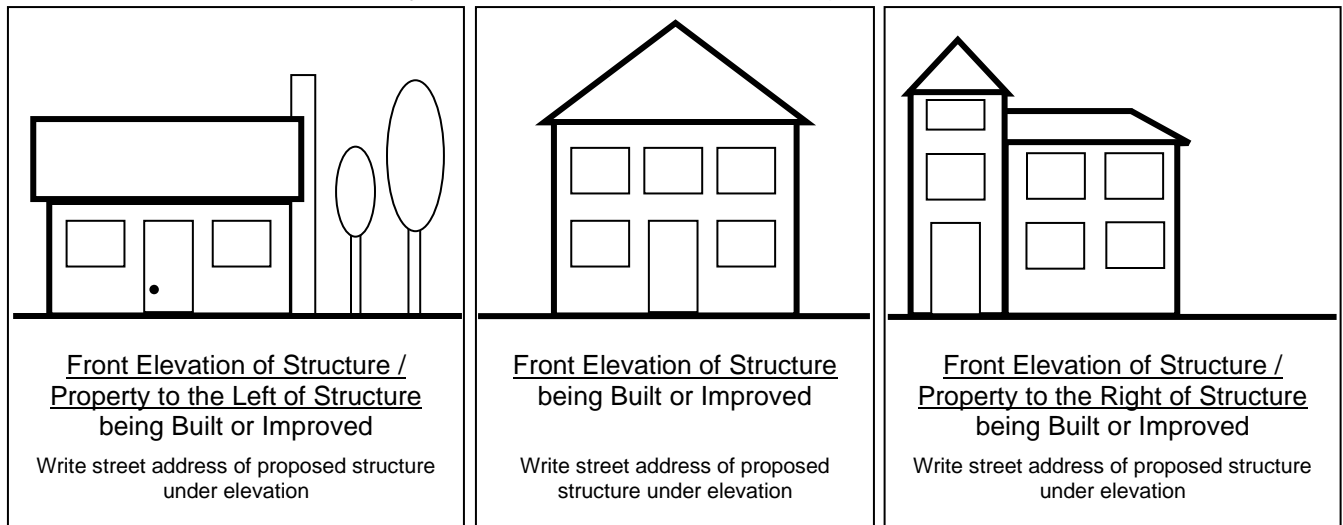 Front Elevation of Structure /
Property to the Left of Structure
being Built or Improved
Write street address of proposed structure
under elevation
Front Elevation of Structure
being Built or Improved
Write street address of proposed
structure under elevation
Front Elevation of Structure /
Property to the Right of Structure
being Built or Improved
Write street address of proposed structure
under elevation